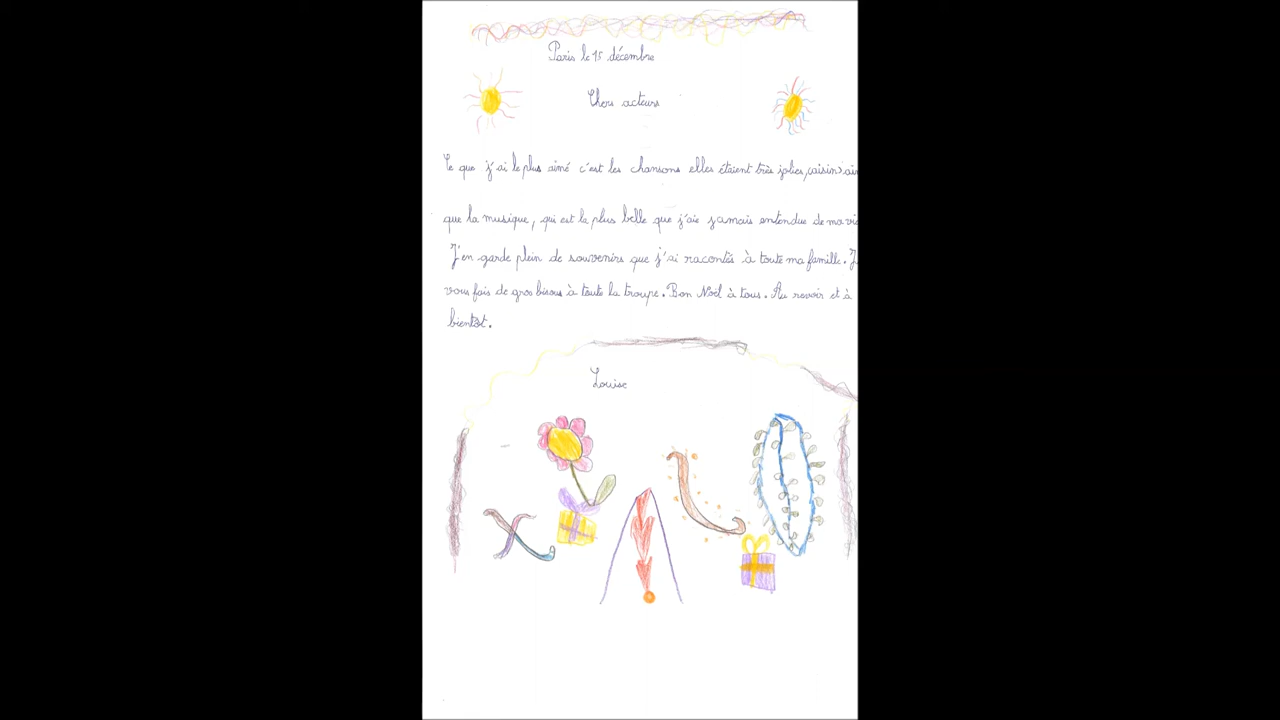 Paris le 15 décembre
Chers acteurs
Ce que j'ai le plus aimé c'est les chansons elles étaient très jolies,
que la musique, qui est la plus belle que j'aie jamais entendue de ma vie
J'en garde plein de souvenirs que j'ai racontés à toute ma famille.
vous fais de gros bisous à toute la troupe. Bon Noël à tous. Au revoir et à
bientôt.
Louise